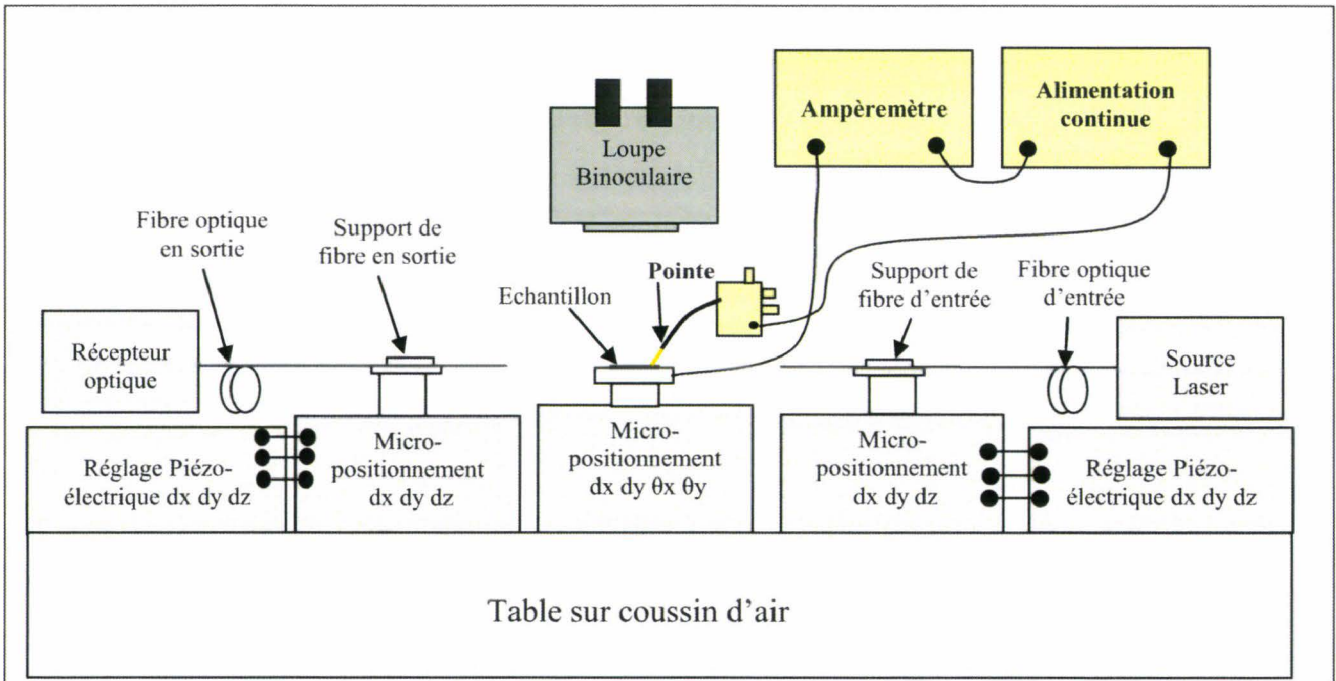 Ampèremètre
Alimentation
continue
Loupe
Binoculaire
Fibre optique
en sortie
Support de
fibre en sortie
Echantillon
Pointe
Support de
fibre d'entrée
Fibre optique
d'entrée
Récepteur
optique
Source
Laser
Réglage Piézo-
électrique dx dy dz
Micro-
positionnement
dx dy dz
Micro-
positionnement
dx dy θx θy
Micro-
positionnement
dx dy dz
Réglage Piézo-
électrique dx dy dz
Table sur coussin d'air